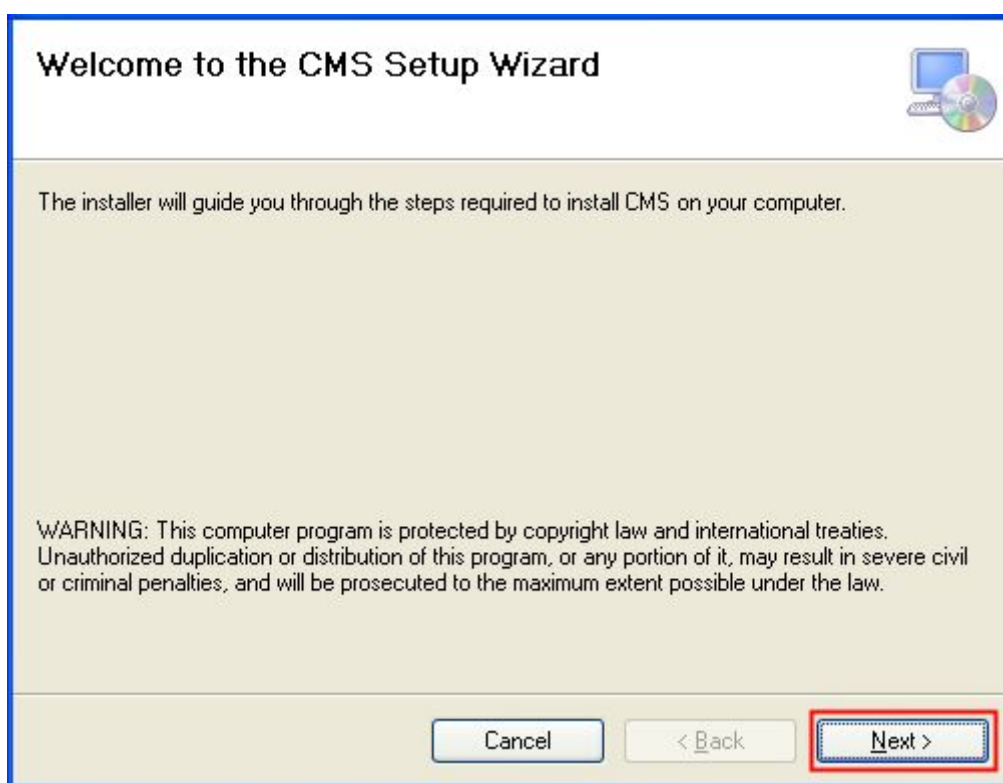 Welcome to the CMS Setup Wizard
The installer will guide you through the steps required to install CMS on your computer.
WARNING: This computer program is protected by copyright law and international treaties.
Unauthorized duplication or distribution of this program, or any portion of it, may result in severe civil
or criminal penalties, and will be prosecuted to the maximum extent possible under the law.
Cancel < Back Next >